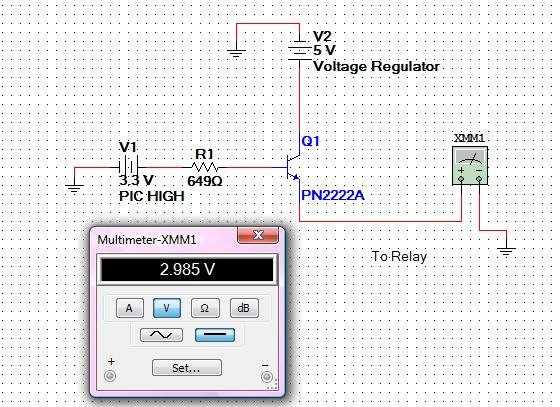 V2
5 V
Voltage Regulator
Q1
PN2222A
V1
3.3 V
PIC HIGH
R1
649Ω
XMM1
+ -
To Relay
Multimeter-XMM1
2.985 V
A V Ω dB
+ -
Set...